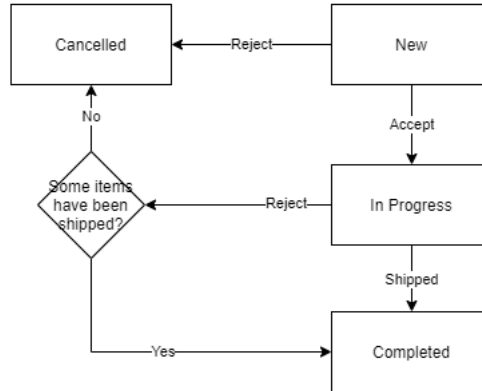 Cancelled
Reject
New
No
Accept
Some items
have been
shipped?
Reject
In Progress
Shipped
Yes
Completed